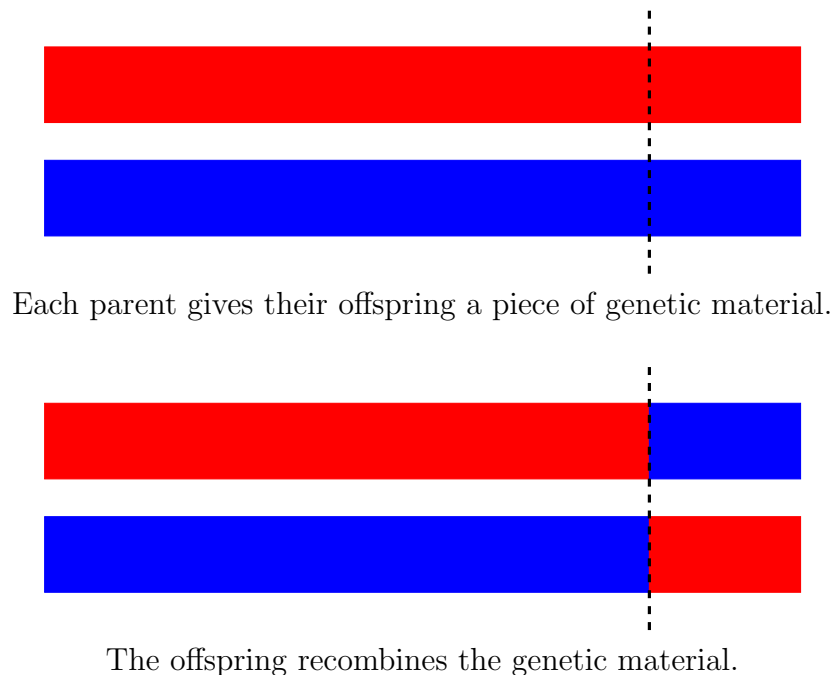 Each parent gives their offspring a piece of genetic material.
The offspring recombines the genetic material.